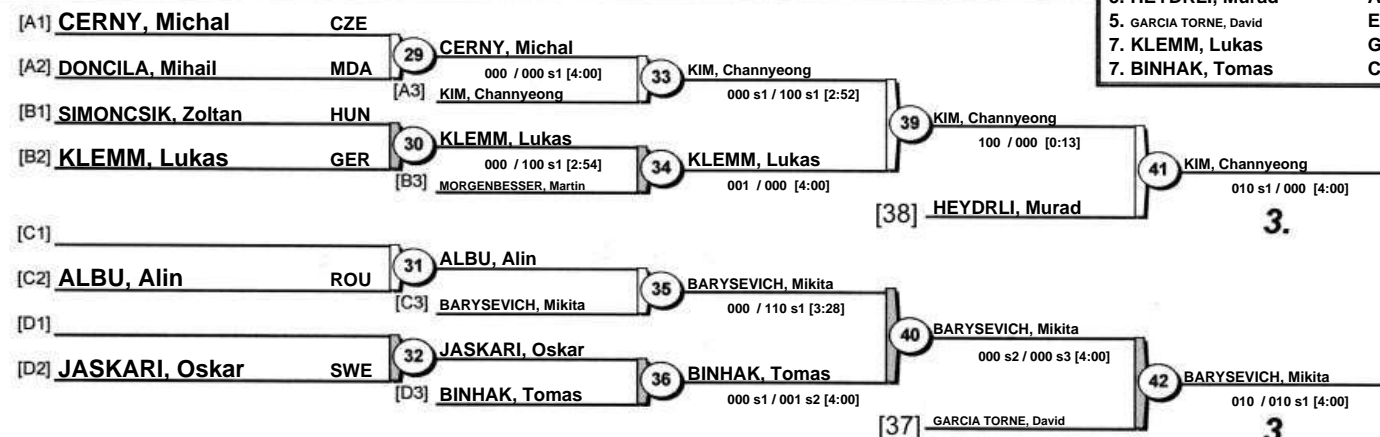 3. HEYDRLI, Murad A
5. GARCIA TORNE, David E
7. KLEMM, Lukas G
7. BINHAK, Tomas C
[A1] CERNY, Michal CZE
[A2] DONCILA, Mihail MDA
29
CERNY, Michal
000 / 000 s1 [4:00]
[A3] KIM, Channyeong
33
KIM, Channyeong
000 s1 / 100 s1 [2:52]
[B1] SIMONCSIK, Zoltan HUN
[B2] KLEMM, Lukas GER
30
KLEMM, Lukas
000 / 100 s1 [2:54]
[B3] MORGENBESSER, Martin
34
KLEMM, Lukas
001 / 000 [4:00]
39
KIM, Channyeong
100 / 000 [0:13]
[38] HEYDRLI, Murad
41
KIM, Channyeong
010 s1 / 000 [4:00]
3.
[C1]
[C2] ALBU, Alin ROU
31
ALBU, Alin
[C3] BARYSEVICH, Mikita
35
BARYSEVICH, Mikita
000 / 110 s1 [3:28]
[D1]
[D2] JASKARI, Oskar SWE
32
JASKARI, Oskar
[D3] BINHAK, Tomas
36
BINHAK, Tomas
000 s1 / 001 s2 [4:00]
40
BARYSEVICH, Mikita
000 s2 / 000 s3 [4:00]
[37] GARCIA TORNE, David
42
BARYSEVICH, Mikita
010 / 010 s1 [4:00]
3